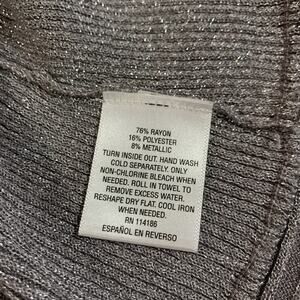 76% RAYON
16% POLYESTER
8% METALLIC
TURN INSIDE OUT. HAND WASH
COLD SEPARATELY. ONLY
NON-CHLORINE BLEACH WHEN
NEEDED. ROLL IN TOWEL TO
REMOVE EXCESS WATER.
RESHAPE DRY FLAT. COOL IRON
WHEN NEEDED.
RN 114186
ESPAÑOL EN REVERSO